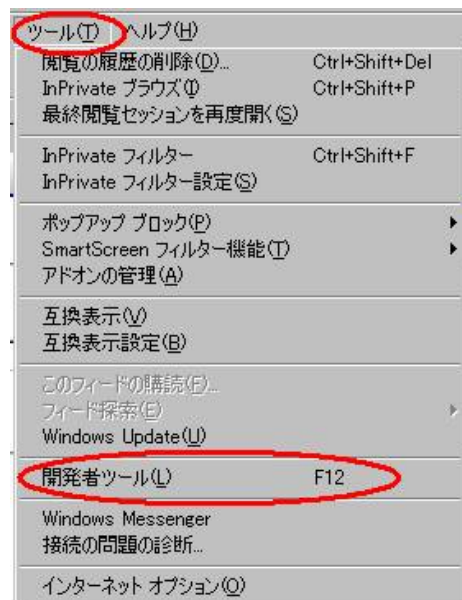 ツール(T) ヘルプ(H)
閲覧の履歴の削除(D)... Ctrl+Shift+Del
InPrivate ブラウズ(I) Ctrl+Shift+P
最終閲覧セッションを再度開く(S)
InPrivate フィルター Ctrl+Shift+F
InPrivate フィルター設定(S)
ポップアップ ブロック(P)
SmartScreen フィルター機能(T)
アドオンの管理(A)
互換表示(V)
互換表示設定(B)
このフィードの購読(F)...
フィード探索(E)
Windows Update(U)
開発者ツール(L) F12
Windows Messenger
接続の問題の診断...
インターネット オプション(O)